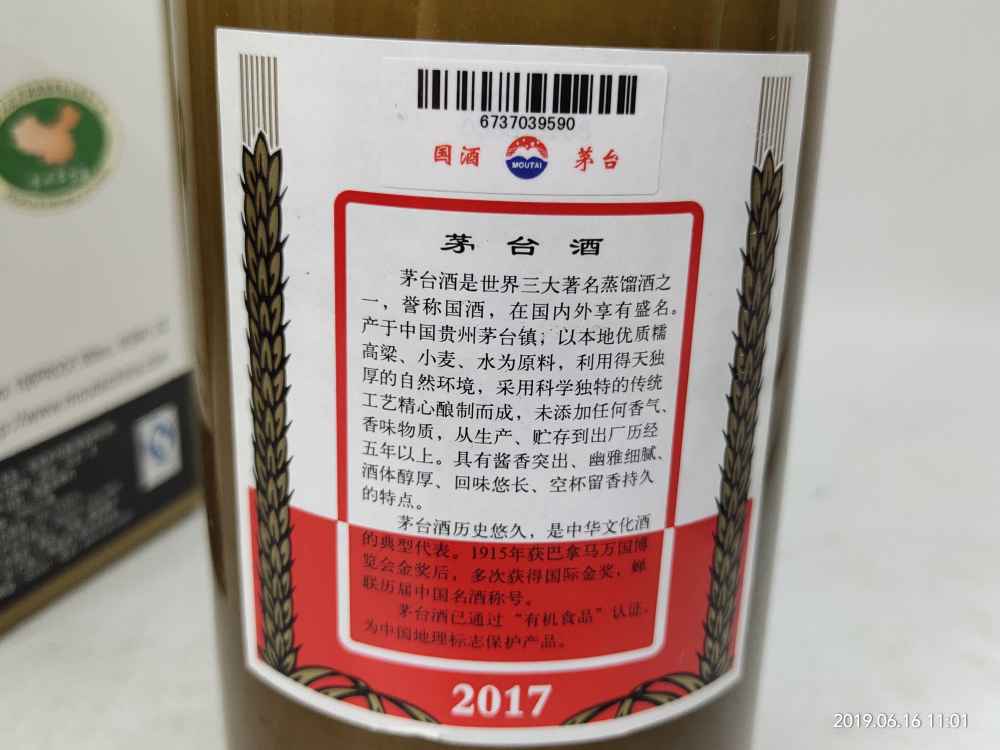 6737039590
国酒 MOUTAI 茅台
茅台酒
茅台酒是世界三大著名蒸馏酒之
一，誉称国酒，在国内外享有盛名。
产于中国贵州茅台镇；以本地优质糯
高粱、小麦、水为原料，利用得天独
厚的自然环境，采用科学独特的传统
工艺精心酿制而成，未添加任何香气、
香味物质，从生产、贮存到出厂历经
五年以上。具有酱香突出、幽雅细腻、
酒体醇厚、回味悠长、空杯留香持久
的特点。
茅台酒历史悠久，是中华文化酒
的典型代表。1915年获巴拿马万国博
览会金奖后，多次获得国际金奖，蝉
联历届中国名酒称号。
茅台酒已通过“有机食品”认证，
为中国地理标志保护产品。
2017
2019.06.16 11:01